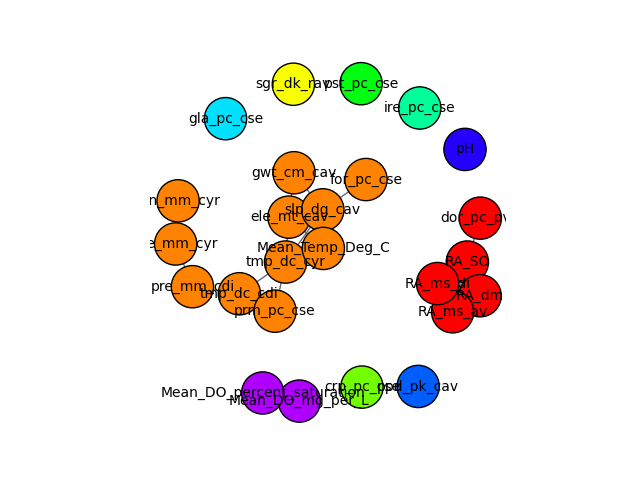 sgr_dk_rav
pst_pc_cse
ire_pc_cse
gla_pc_cse
pH
gwt_cm_cav
for_pc_cse
n_mm_cyr
slp_dg_cav
ele_mt_cav
dor_pc_pv
e_mm_cyr
Mean_Temp_Deg_C
tmp_dc_cyr
RA_SO
RA_ms_di
pre_mm_cdi
tmp_dc_cdi
RA_dm
prm_pc_cse
RA_ms_av
Mean_DO_percent_saturation
crp_pc_cse
ppd_pk_cav
Mean_DO_mg_per_L